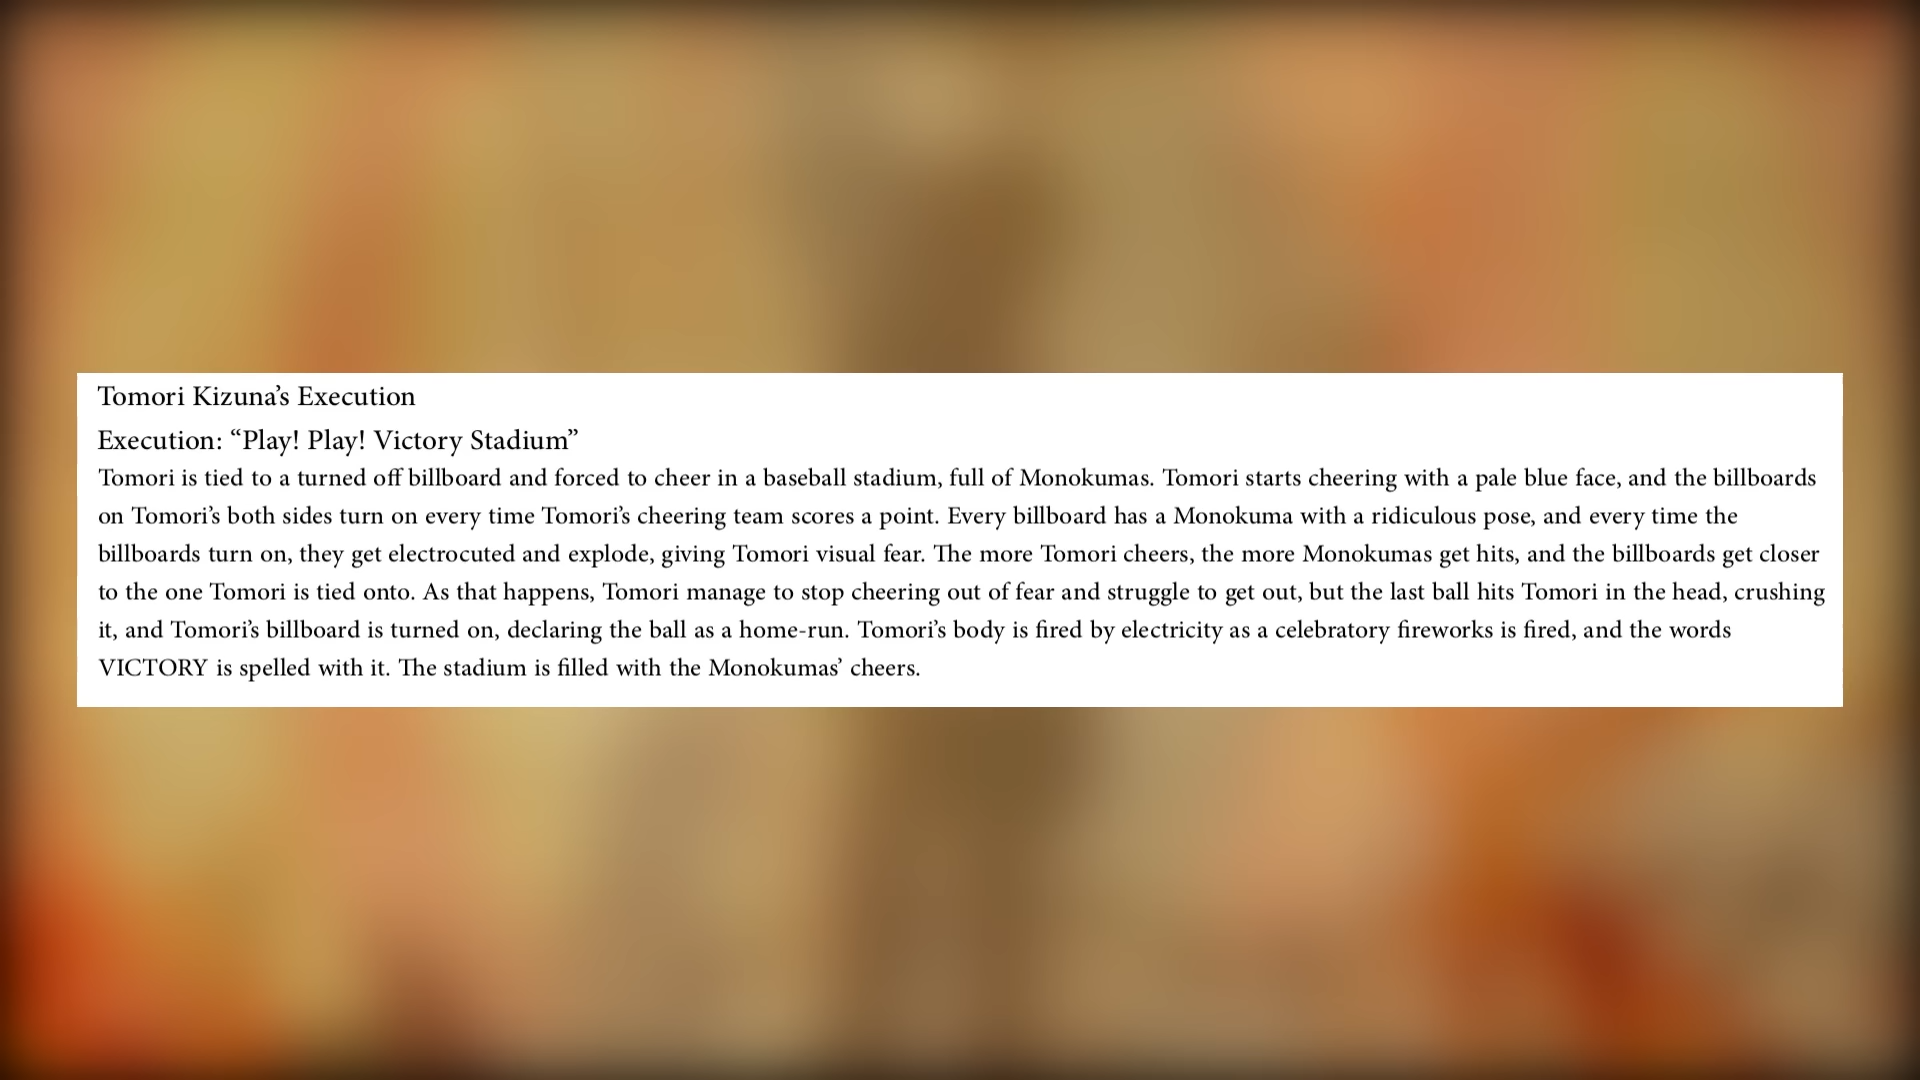 Tomori Kizuna’s Execution
Execution: “Play! Play! Victory Stadium”
Tomori is tied to a turned off billboard and forced to cheer in a baseball stadium, full of Monokumas. Tomori starts cheering with a pale blue face, and the billboards
on Tomori’s both sides turn on every time Tomori’s cheering team scores a point. Every billboard has a Monokuma with a ridiculous pose, and every time the
billboards turn on, they get electrocuted and explode, giving Tomori visual fear. The more Tomori cheers, the more Monokumas get hits, and the billboards get closer
to the one Tomori is tied onto. As that happens, Tomori manage to stop cheering out of fear and struggle to get out, but the last ball hits Tomori in the head, crushing
it, and Tomori’s billboard is turned on, declaring the ball as a home-run. Tomori’s body is fired by electricity as a celebratory fireworks is fired, and the words
VICTORY is spelled with it. The stadium is filled with the Monokumas’ cheers.